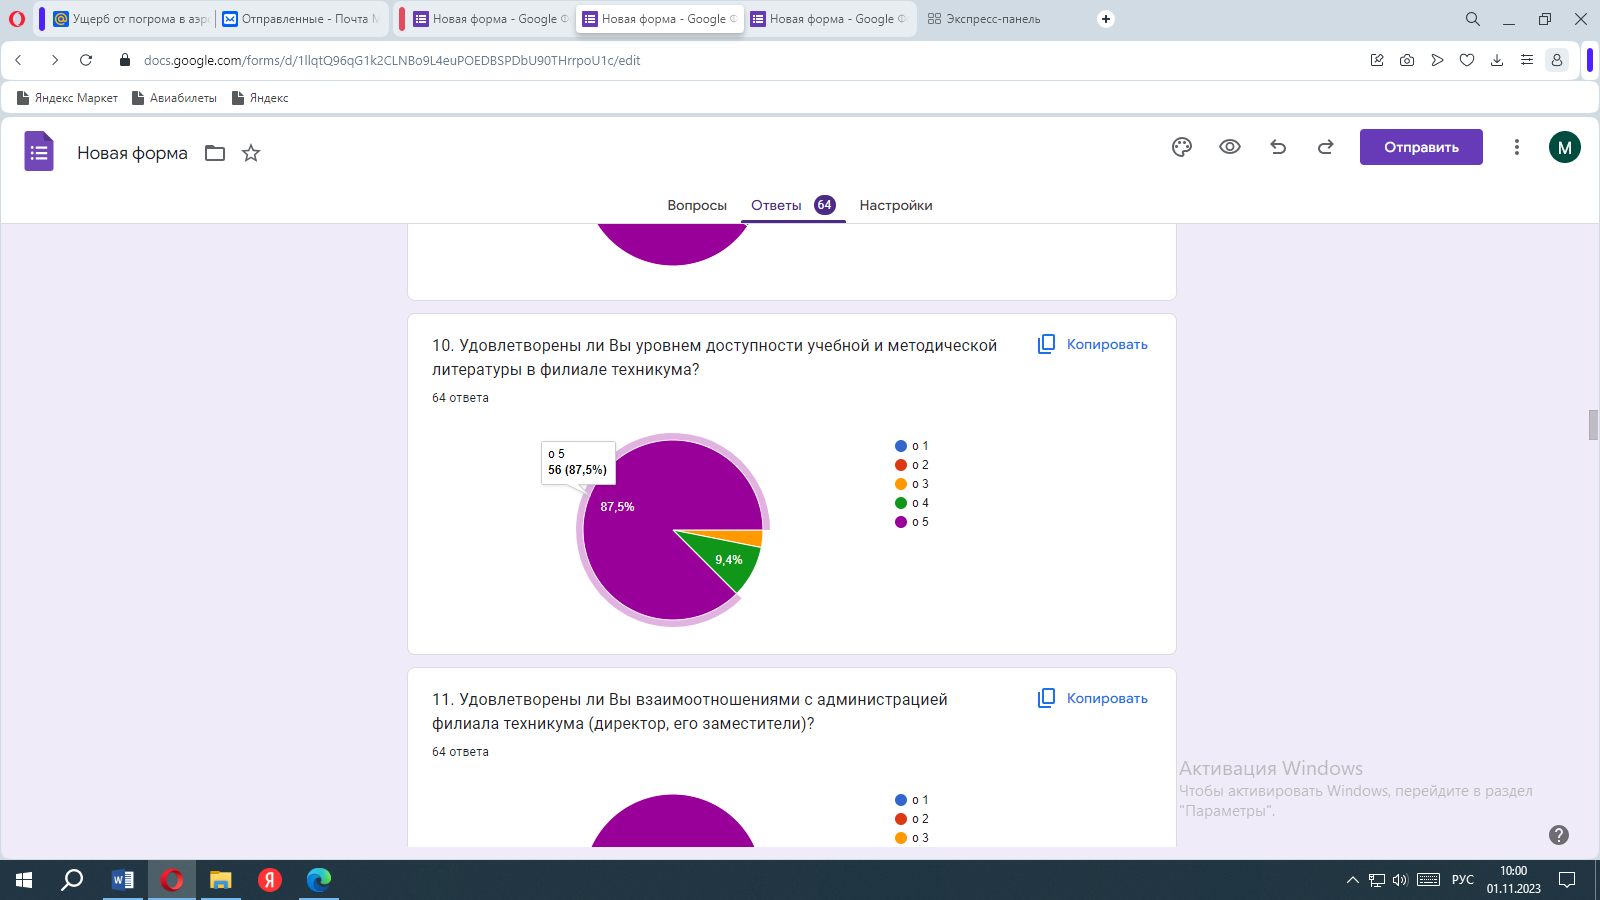 Ущерб от погрома в аэро
Отправленные - Почта M
Новая форма - Google Ф
Новая форма - Google Ф
Новая форма - Google Ф
Экспресс-панель
docs.google.com/forms/d/1llqtQ96qG1k2CLNBo9L4euPOEDBSPDbU90THrrpoU1c/edit
Яндекс Маркет
Авиабилеты
Яндекс
Новая форма
Отправить
M
Вопросы
Ответы 64
Настройки
10. Удовлетворены ли Вы уровнем доступности учебной и методической
литературы в филиале техникума?
Копировать
64 ответа
o 5
56 (87,5%)
87,5%
9,4%
o 1
o 2
o 3
o 4
o 5
11. Удовлетворены ли Вы взаимоотношениями с администрацией
филиала техникума (директор, его заместители)?
Копировать
64 ответа
o 1
o 2
o 3
Активация Windows
Чтобы активировать Windows, перейдите в раздел
"Параметры".
РУС
10:00
01.11.2023